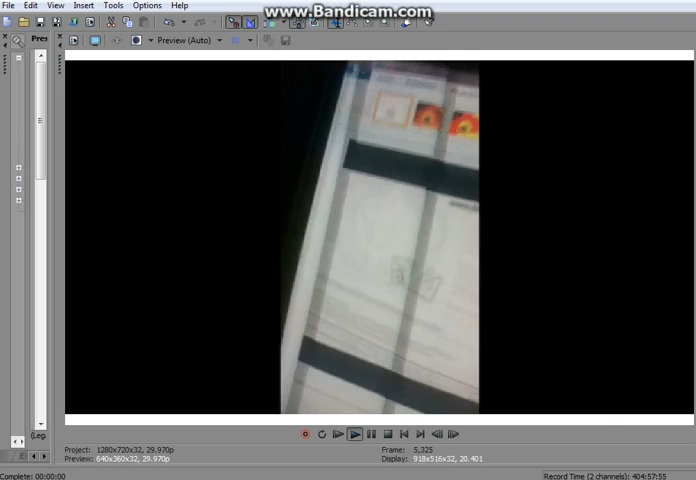 www.Bandicam.com
File Edit View Insert Tools Options Help
Pres
Preview (Auto)
(Leg
Project: 1280x720x32, 29.970p
Frame: 5,325
Preview: 640x360x32, 29.970p
Display: 918x516x32, 20.401
Complete: 00:00:00
Record Time (2 channels): 404:57:55